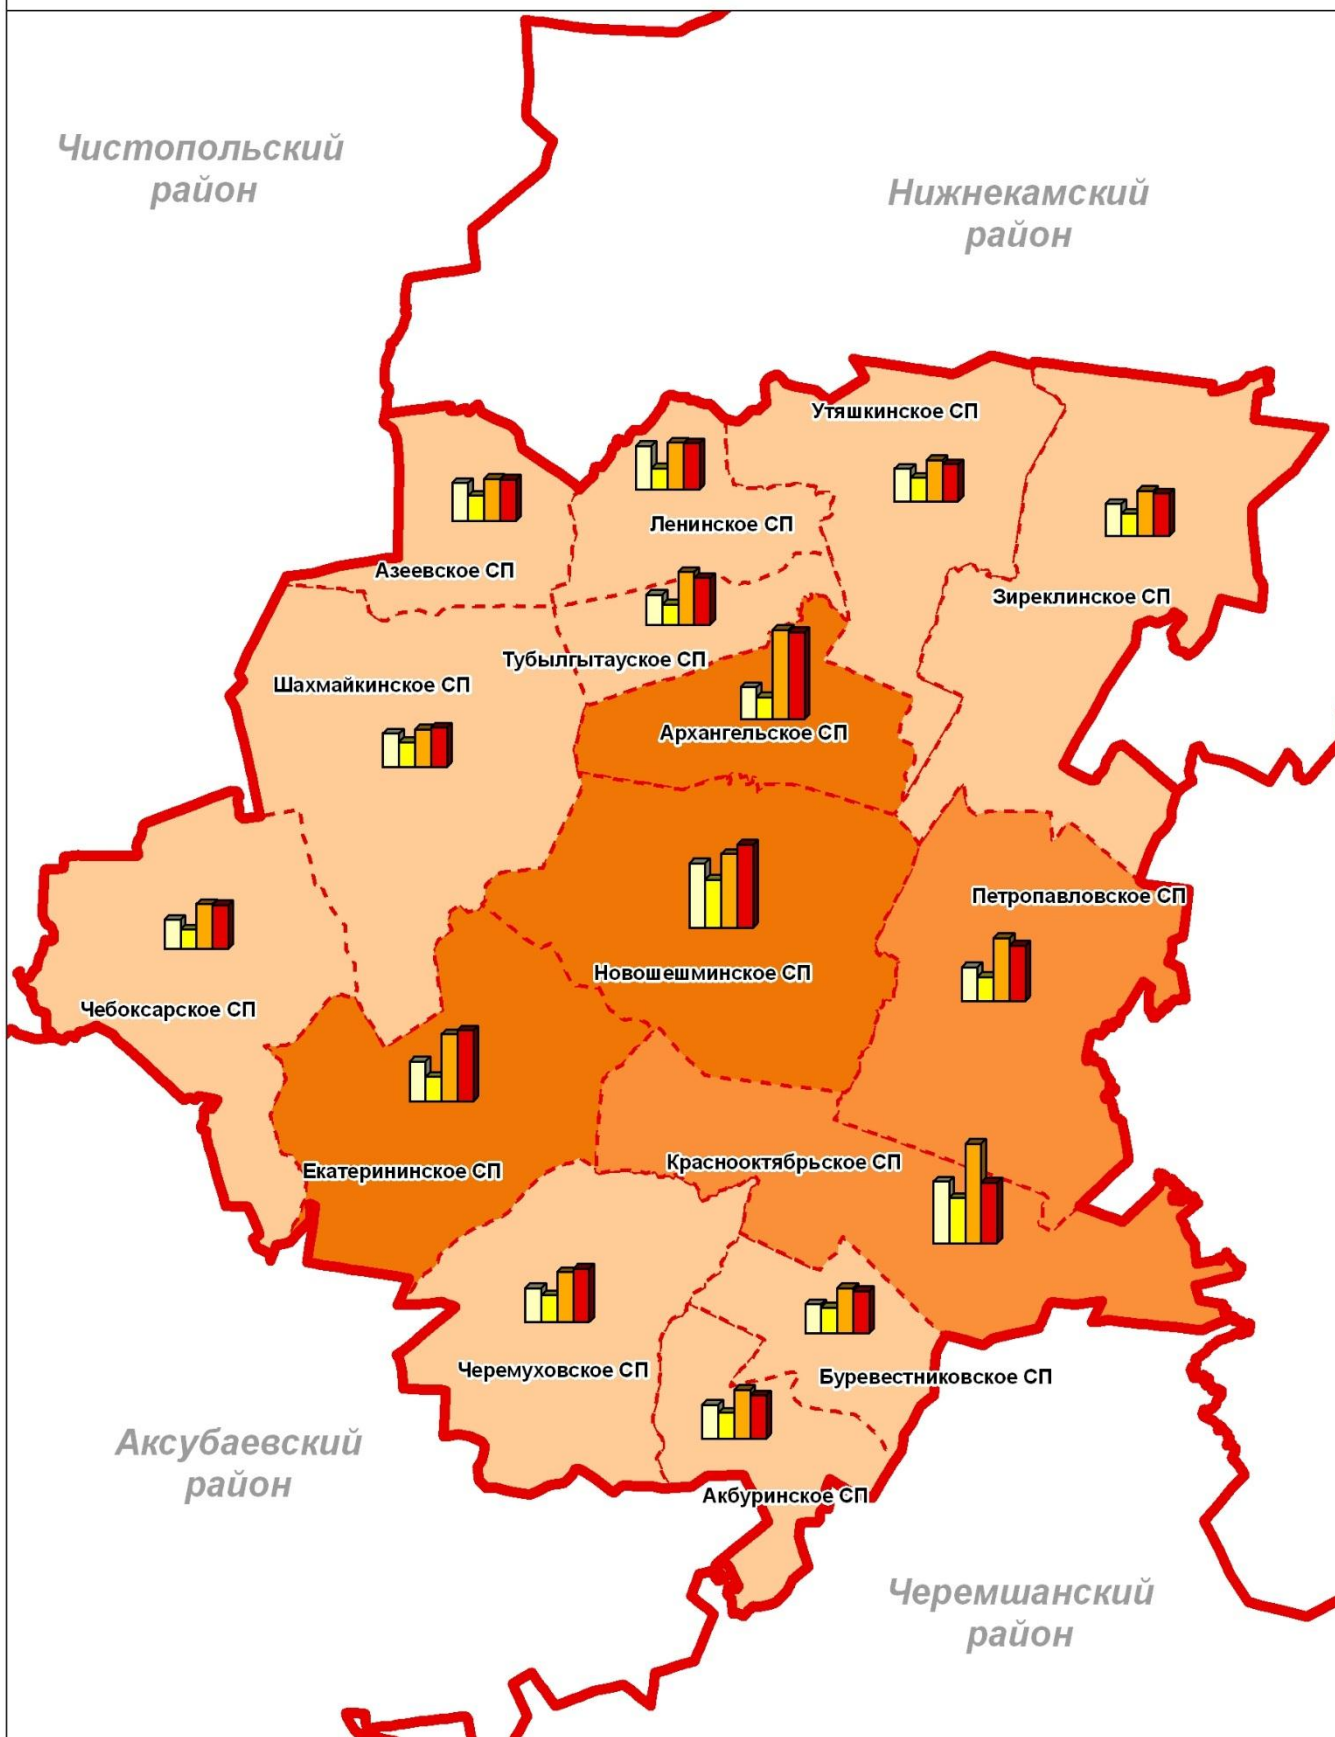 Чистопольский
район
Нижнекамский
район
Утяшкинское СП
Ленинское СП
Азеевское СП
Зиреклинское СП
Тубылгытауское СП
Шахмайкинское СП
Архангельское СП
Петропавловское СП
Новошешминское СП
Чебоксарское СП
Краснооктябрьское СП
Екатерининское СП
Черемуховское СП
Буревестниковское СП
Аксубаевский
район
Акбуринское СП
Черемшанский
район